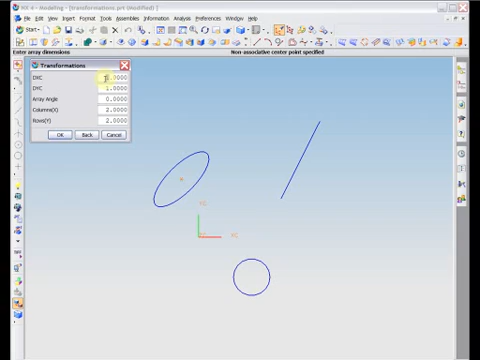 NX 4 - Modeling - [transformations.prt (Modified)]
File Edit View Insert Format Tools Assemblies Information Analysis Preferences Window Help
Start
Enter array dimensions Non-associative center point specified
Transformations
DXC .0000
DYC 1.0000
Array Angle 0.0000
Columns(X) 2.0000
Rows(Y) 2.0000
OK Back Cancel
YC
XC